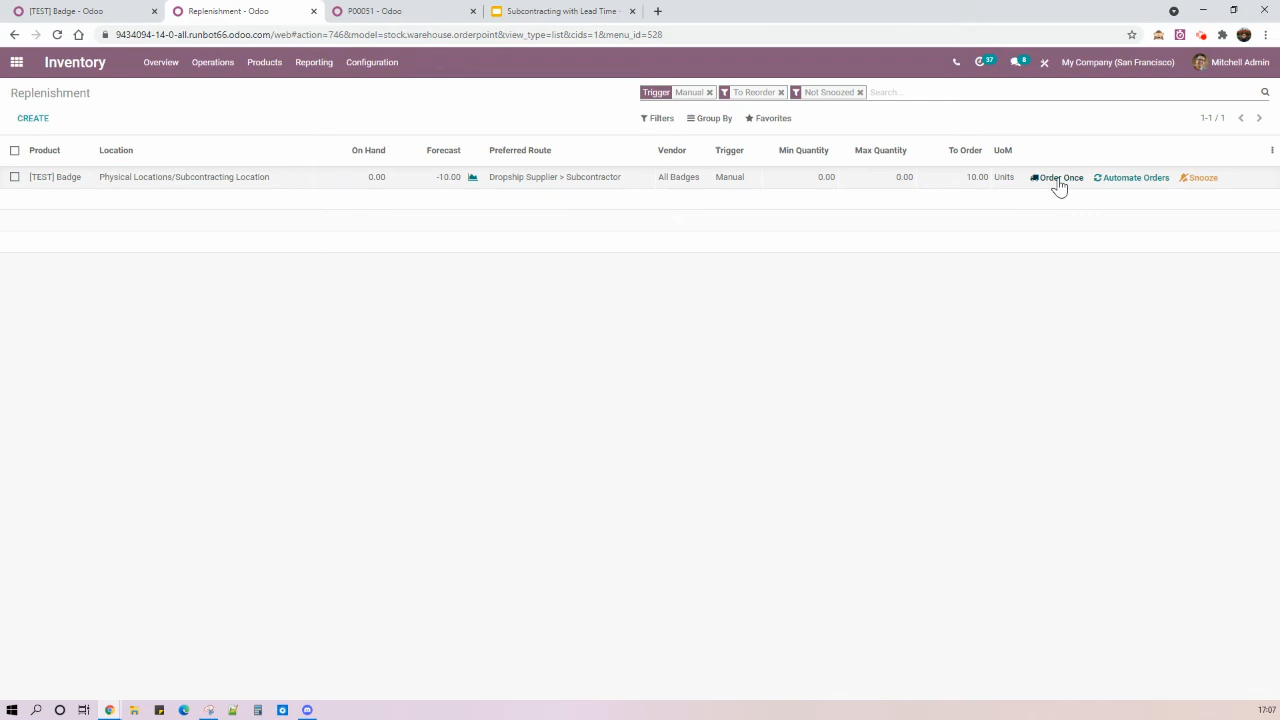 [TEST] Badge - Odoo
Replenishment - Odoo
P00051 - Odoo
Subcontracting with Lead Time -
9434094-14-0-all.runbot66.odoo.com/web#action=746&model=stock.warehouse.orderpoint&view_type=list&cids=1&menu_id=528
Inventory Overview Operations Products Reporting Configuration 37 8 My Company (San Francisco) Mitchell Admin
Replenishment Trigger Manual To Reorder Not Snoozed Search...
CREATE Filters Group By Favorites 1-1 / 1
Product Location On Hand Forecast Preferred Route Vendor Trigger Min Quantity Max Quantity To Order UoM
[TEST] Badge Physical Locations/Subcontracting Location 0.00 -10.00 Dropship Supplier > Subcontractor All Badges Manual 0.00 0.00 10.00 Units Order Once Automate Orders Snooze
17:07